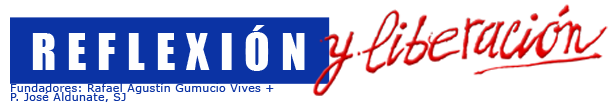 REFLEXIÓN y liberación
Fundadores: Rafael Agustín Gumucio Vives +
P. José Aldunate, SJ